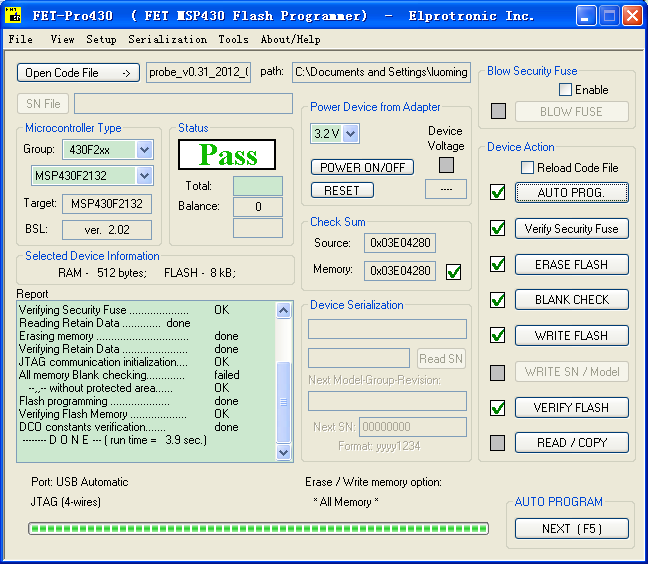 FET-Pro430 ( FET MSP430 Flash Programmer) - Elprotronic Inc.
File View Setup Serialization Tools About/Help
Open Code File -> probe_v0.31_2012_ path: C:\Documents and Settings\luoming
SN File
Microcontroller Type
Group: 430F2xx
MSP430F2132
Target: MSP430F2132
BSL: ver. 2.02
Status
Pass
Total:
Balance: 0
Power Device from Adapter
3.2 V
Device
Voltage
POWER ON/OFF
RESET
----
Check Sum
Source: 0x03E04280
Memory: 0x03E04280
Selected Device Information
RAM - 512 bytes; FLASH - 8 kB;
Report
Verifying Security Fuse .................... OK
Reading Retain Data ............. done
Erasing memory .............................. done
Verifying Retain Data ...................... done
JTAG communication initialization.... OK
All memory Blank checking............. failed
--,,-- without protected area...... OK
Flash programming ........................ done
Verifying Flash Memory ................... OK
DCO constants verification....... done
-------- D O N E --- ( run time = 3.9 sec.)
Device Serialization
Read SN
Next Model-Group-Revision:
Next SN: 00000000
Format: yyyy1234
Blow Security Fuse
Enable
BLOW FUSE
Device Action
Reload Code File
AUTO PROG.
Verify Security Fuse
ERASE FLASH
BLANK CHECK
WRITE FLASH
WRITE SN / Model
VERIFY FLASH
READ / COPY
Port: USB Automatic
JTAG (4-wires)
Erase / Write memory option:
* All Memory *
AUTO PROGRAM
NEXT ( F5 )